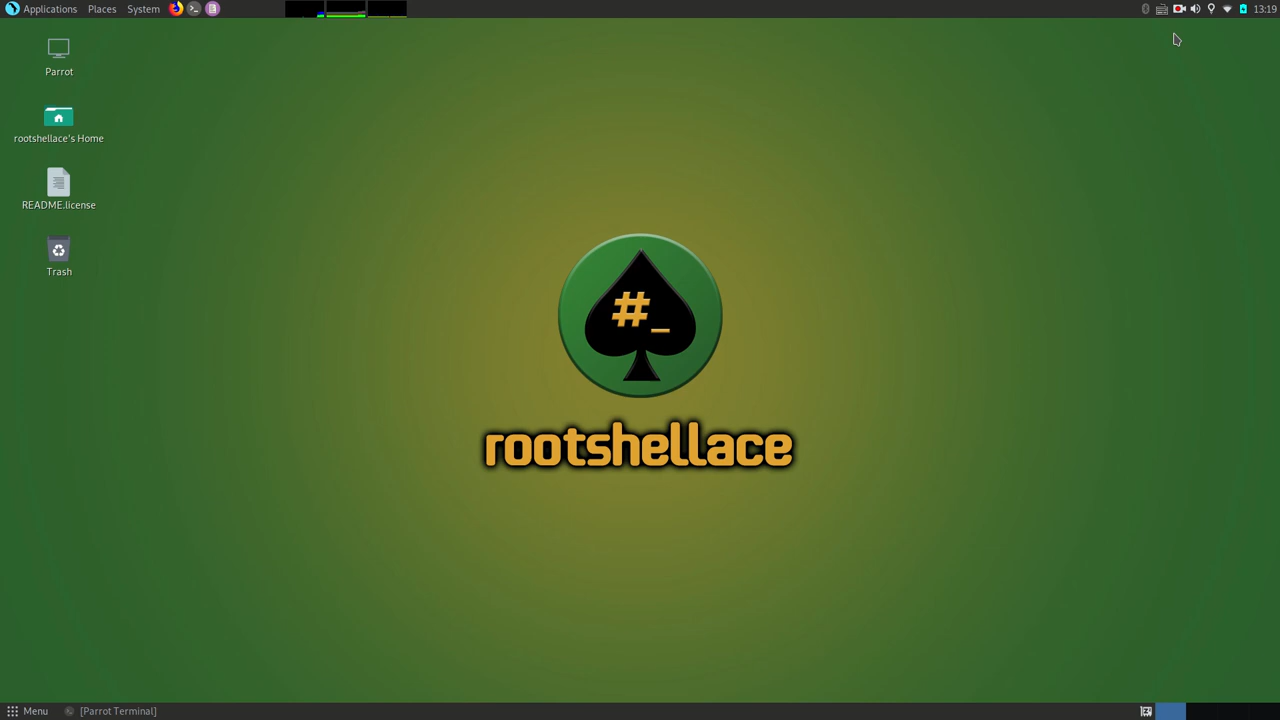 Applications Places System 13:19
Parrot
rootshellace's Home
README.license
Trash
#_
rootshellace
Menu [Parrot Terminal]